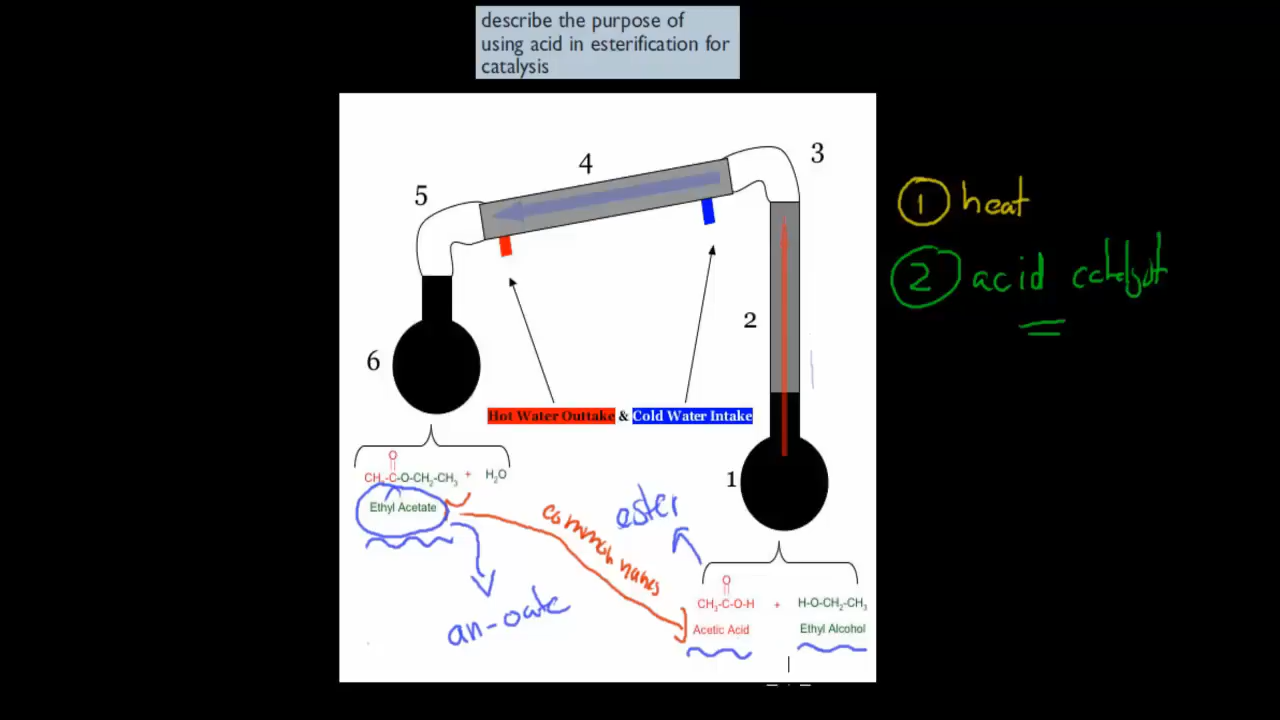 describe the purpose of
using acid in esterification for
catalysis
3
4
5
1 heat
2 acid catalyst
2
6
Hot Water Outtake & Cold Water Intake
1
O
CH3-C-O-CH2-CH3 + H2O
Ethyl Acetate
common names
ester
an-oate
O
CH3-C-O-H + H-O-CH2-CH3
Acetic Acid Ethyl Alcohol